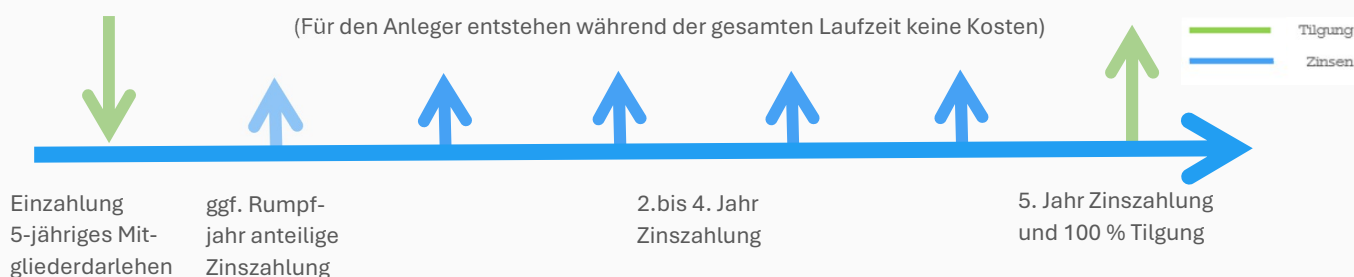 (Für den Anleger entstehen während der gesamten Laufzeit keine Kosten)
Tilgung
Zinsen
Einzahlung
5-jähriges Mit-
gliederdarlehen
ggf. Rumpf-
jahr anteilige
Zinszahlung
2.bis 4. Jahr
Zinszahlung
5. Jahr Zinszahlung
und 100 % Tilgung